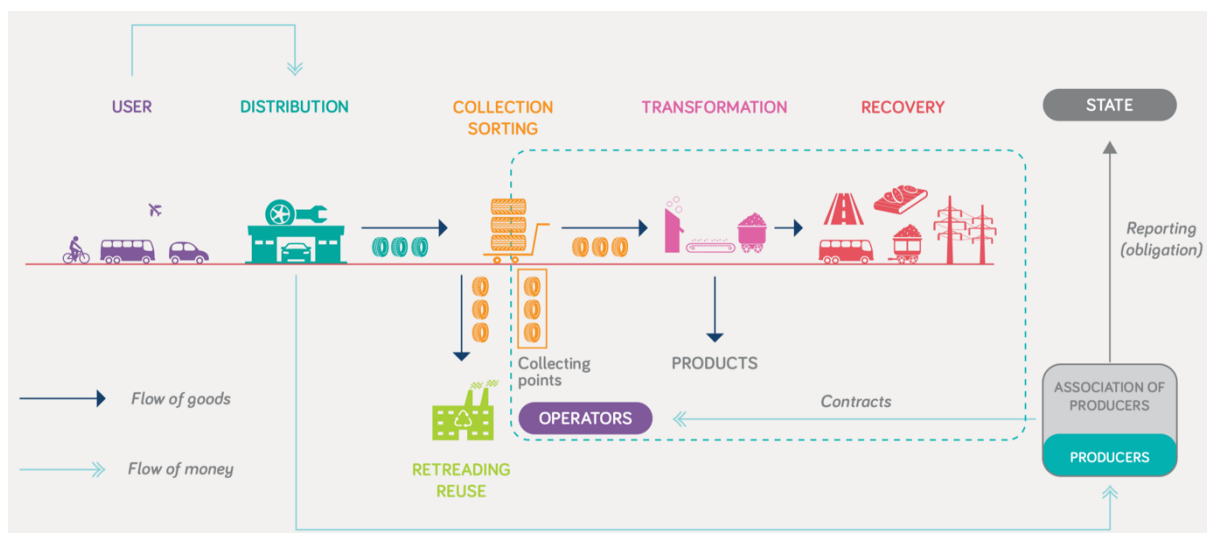 USER
DISTRIBUTION
COLLECTION
SORTING
TRANSFORMATION
RECOVERY
STATE
Reporting
(obligation)
Collecting
points
PRODUCTS
ASSOCIATION OF
PRODUCERS
PRODUCERS
Flow of goods
OPERATORS
Contracts
Flow of money
RETREADING
REUSE